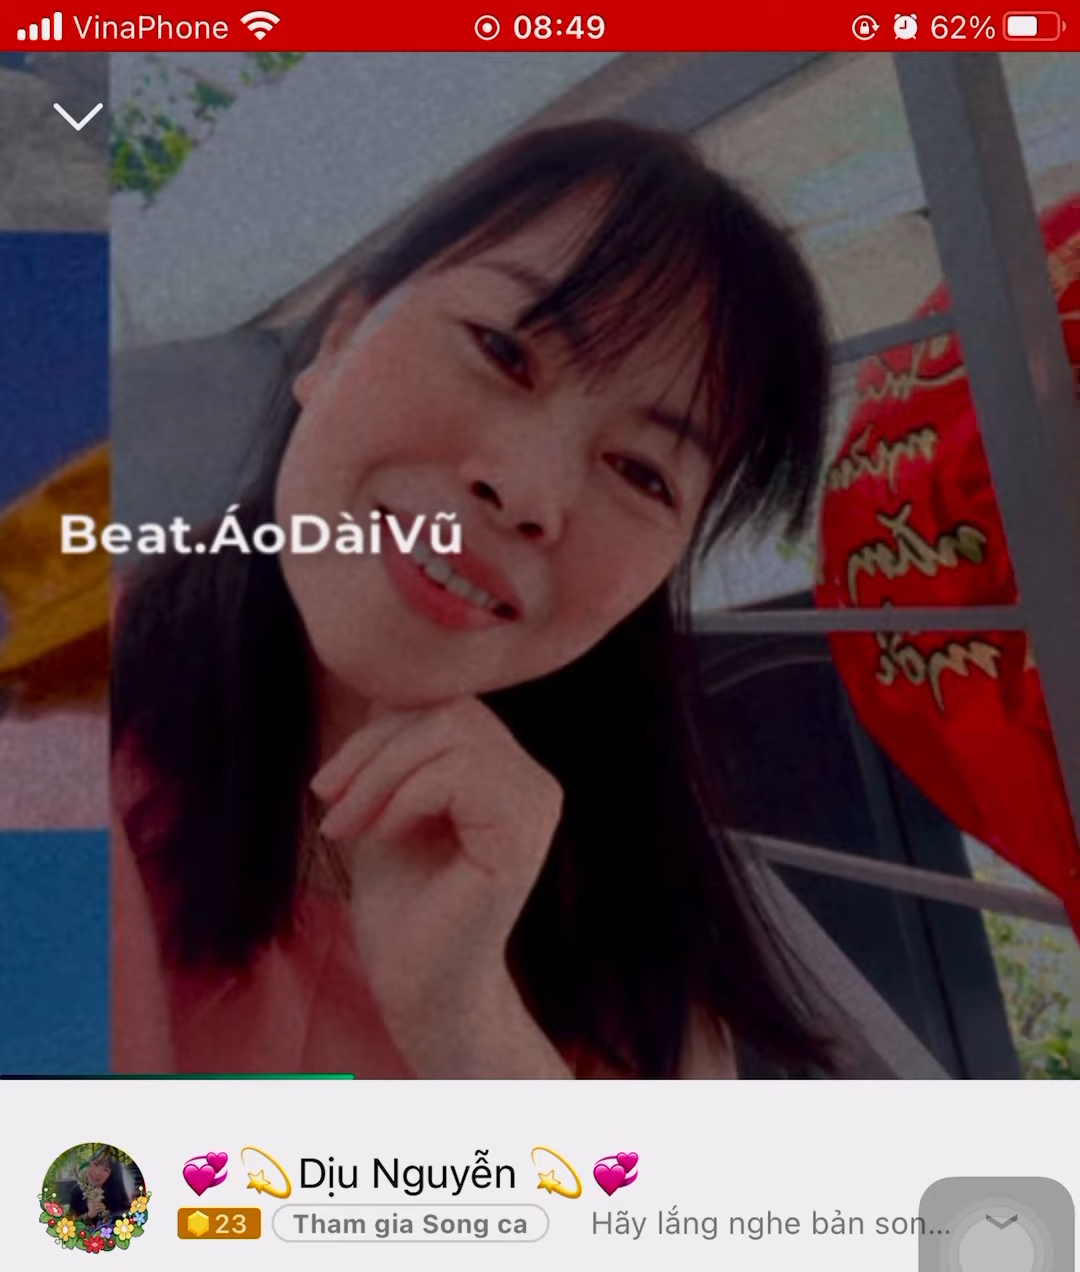 VinaPhone 08:49 62%
Beat.ÁoDàiVũ
Dịu Nguyễn
23 Tham gia Song ca Hãy lắng nghe bản son...